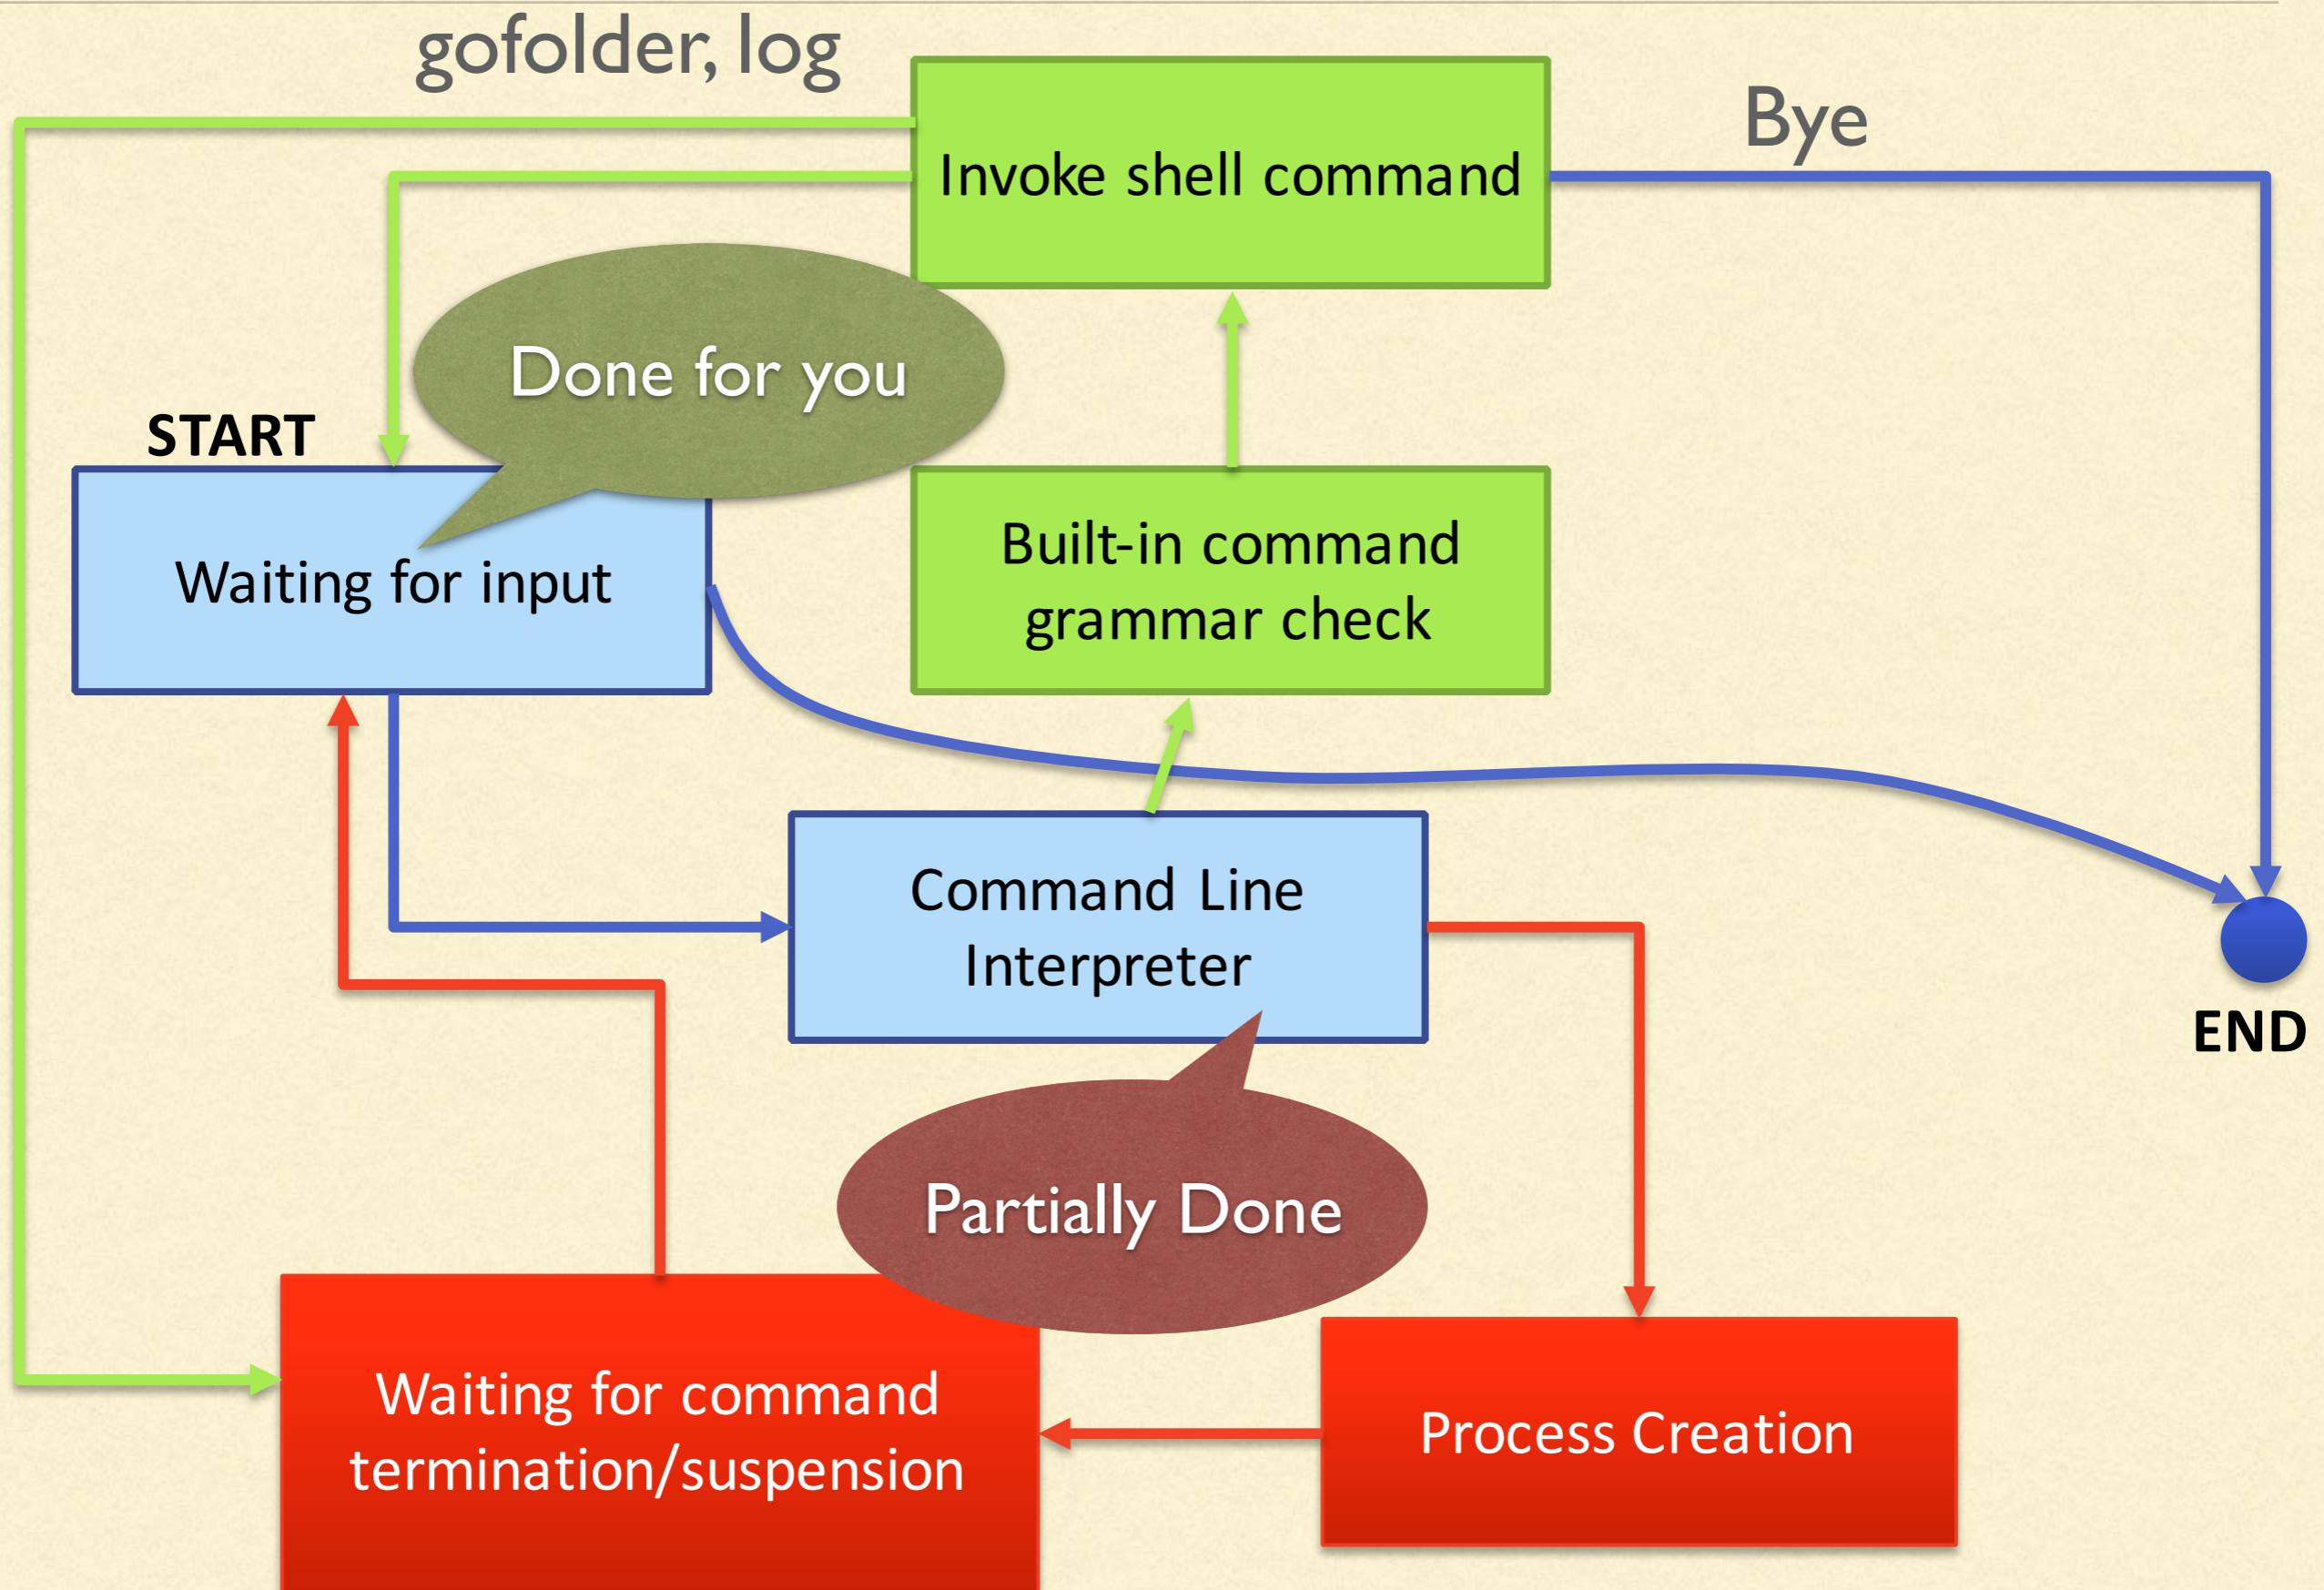 gofolder, log
Bye
Invoke shell command
Done for you
START
Waiting for input
Built-in command
grammar check
Command Line
Interpreter
END
Partially Done
Waiting for command
termination/suspension
Process Creation